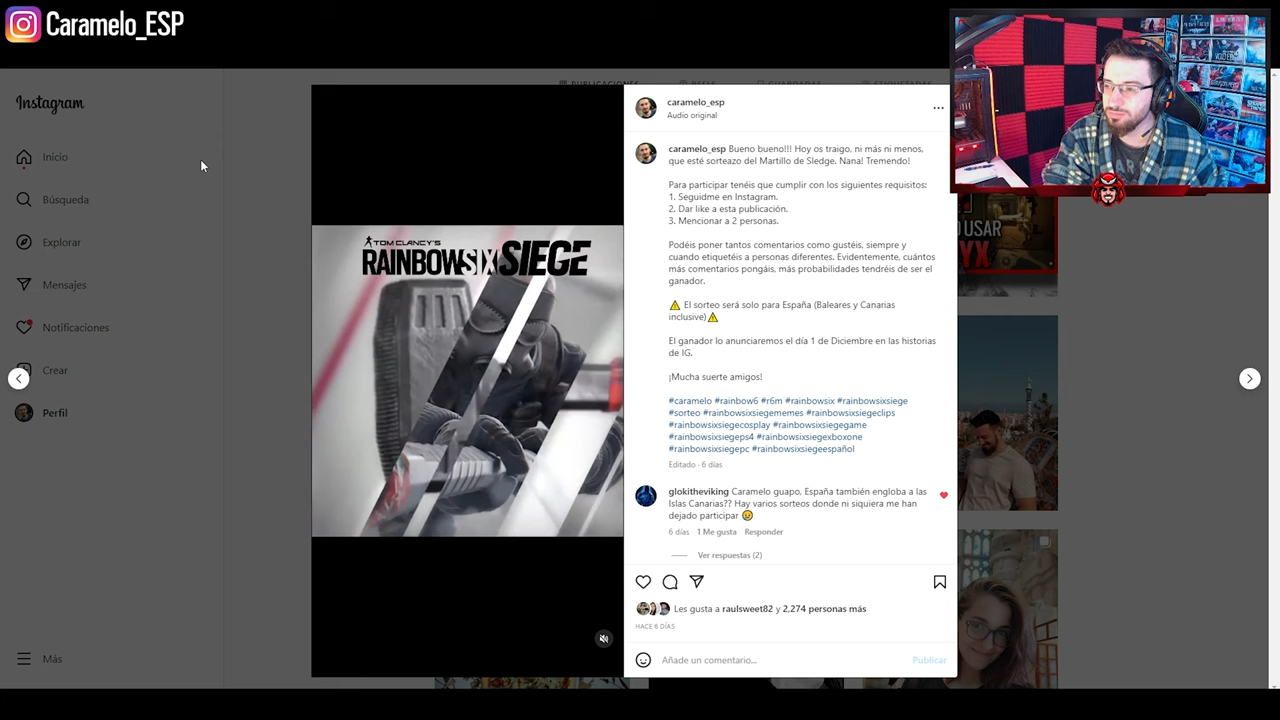 Caramelo_ESP
Instagram
Inicio
Búsqueda
Explorar
Mensajes
Notificaciones
Crear
Perfil
Más
TOM CLANCY'S
RAINBOWSIX SIEGE
caramelo_esp
Audio original
caramelo_esp Bueno bueno!!! Hoy os traigo, ni más ni menos,
que esté sorteazo del Martillo de Sledge. Nana! Tremendo!
Para participar tenéis que cumplir con los siguientes requisitos:
1. Seguidme en Instagram.
2. Dar like a esta publicación.
3. Mencionar a 2 personas.
Podéis poner tantos comentarios como gustéis, siempre y
cuando etiquetéis a personas diferentes. Evidentemente, cuántos
más comentarios pongáis, más probabilidades tendréis de ser el
ganador.
⚠️ El sorteo será solo para España (Baleares y Canarias
inclusive)⚠️
El ganador lo anunciaremos el día 1 de Diciembre en las historias
de IG.
¡Mucha suerte amigos!
#caramelo #rainbow6 #r6m #rainbowsix #rainbowsixsiege
#sorteo #rainbowsixsiegememes #rainbowsixsiegeclips
#rainbowsixsiegecosplay #rainbowsixsiegegame
#rainbowsixsiegeps4 #rainbowsixsiegexboxone
#rainbowsixsiegepc #rainbowsixsiegeespañol
Editado · 6 días
glokitheviking Caramelo guapo, España también engloba a las
Islas Canarias?? Hay varios sorteos donde ni siquiera me han
dejado participar
6 días 1 Me gusta Responder
Ver respuestas (2)
Les gusta a raulsweet82 y 2,274 personas más
HACE 6 DÍAS
Añade un comentario... Publicar
USAR